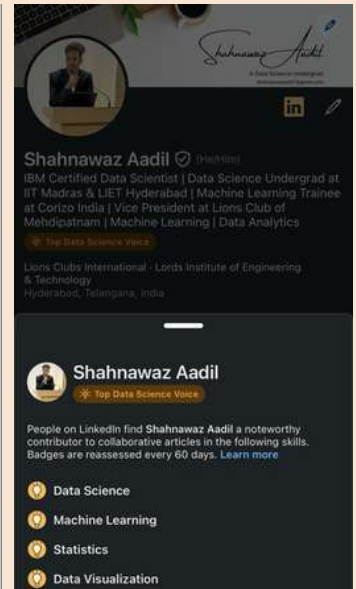 Shahnawaz Aadil
A Data Science Undergrad
in
Shahnawaz Aadil (He/Him)
IBM Certified Data Scientist | Data Science Undergrad at
IIT Madras & LIET Hyderabad | Machine Learning Trainee
at Corizo India | Vice President at Lions Club of
Mehdipatnam | Machine Learning | Data Analytics
Top Data Science Voice
Lions Clubs International · Lords Institute of Engineering
& Technology
Hyderabad, Telangana, India
Shahnawaz Aadil
Top Data Science Voice
People on LinkedIn find Shahnawaz Aadil a noteworthy
contributor to collaborative articles in the following skills.
Badges are reassessed every 60 days. Learn more
Data Science
Machine Learning
Statistics
Data Visualization